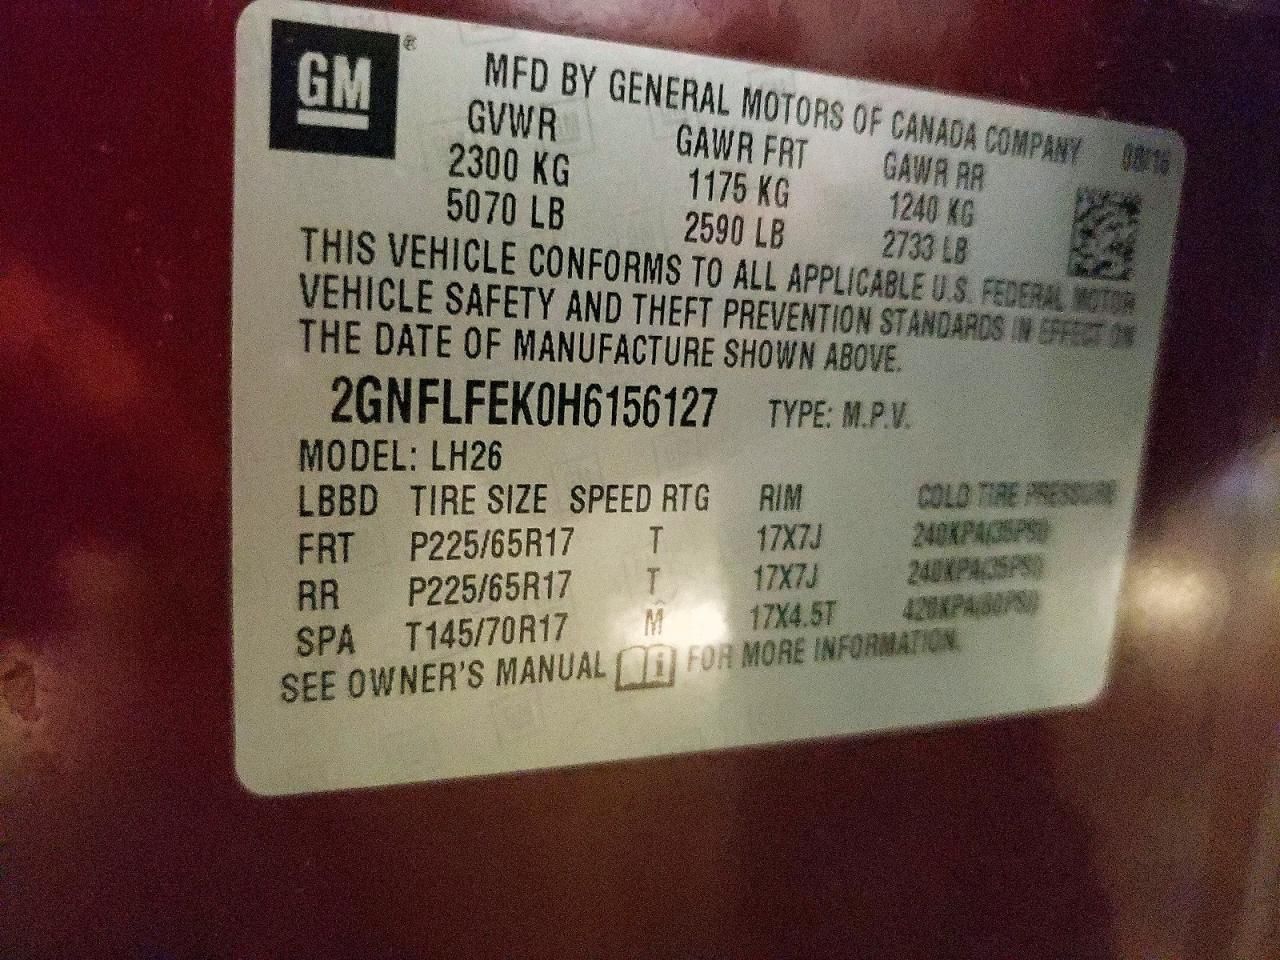 GM®
MFD BY GENERAL MOTORS OF CANADA COMPANY 08/16
GVWR GAWR FRT GAWR RR
2300 KG 1175 KG 1240 KG
5070 LB 2590 LB 2733 LB
THIS VEHICLE CONFORMS TO ALL APPLICABLE U.S. FEDERAL MOTOR
VEHICLE SAFETY AND THEFT PREVENTION STANDARDS IN EFFECT ON
THE DATE OF MANUFACTURE SHOWN ABOVE.
2GNFLFEK0H6156127 TYPE: M.P.V.
MODEL: LH26
LBBD TIRE SIZE SPEED RTG RIM COLD TIRE PRESSURE
FRT P225/65R17 T 17X7J 240KPA(35PSI)
RR P225/65R17 T 17X7J 240KPA(35PSI)
SPA T145/70R17 M 17X4.5T 420KPA(60PSI)
SEE OWNER'S MANUAL i FOR MORE INFORMATION.